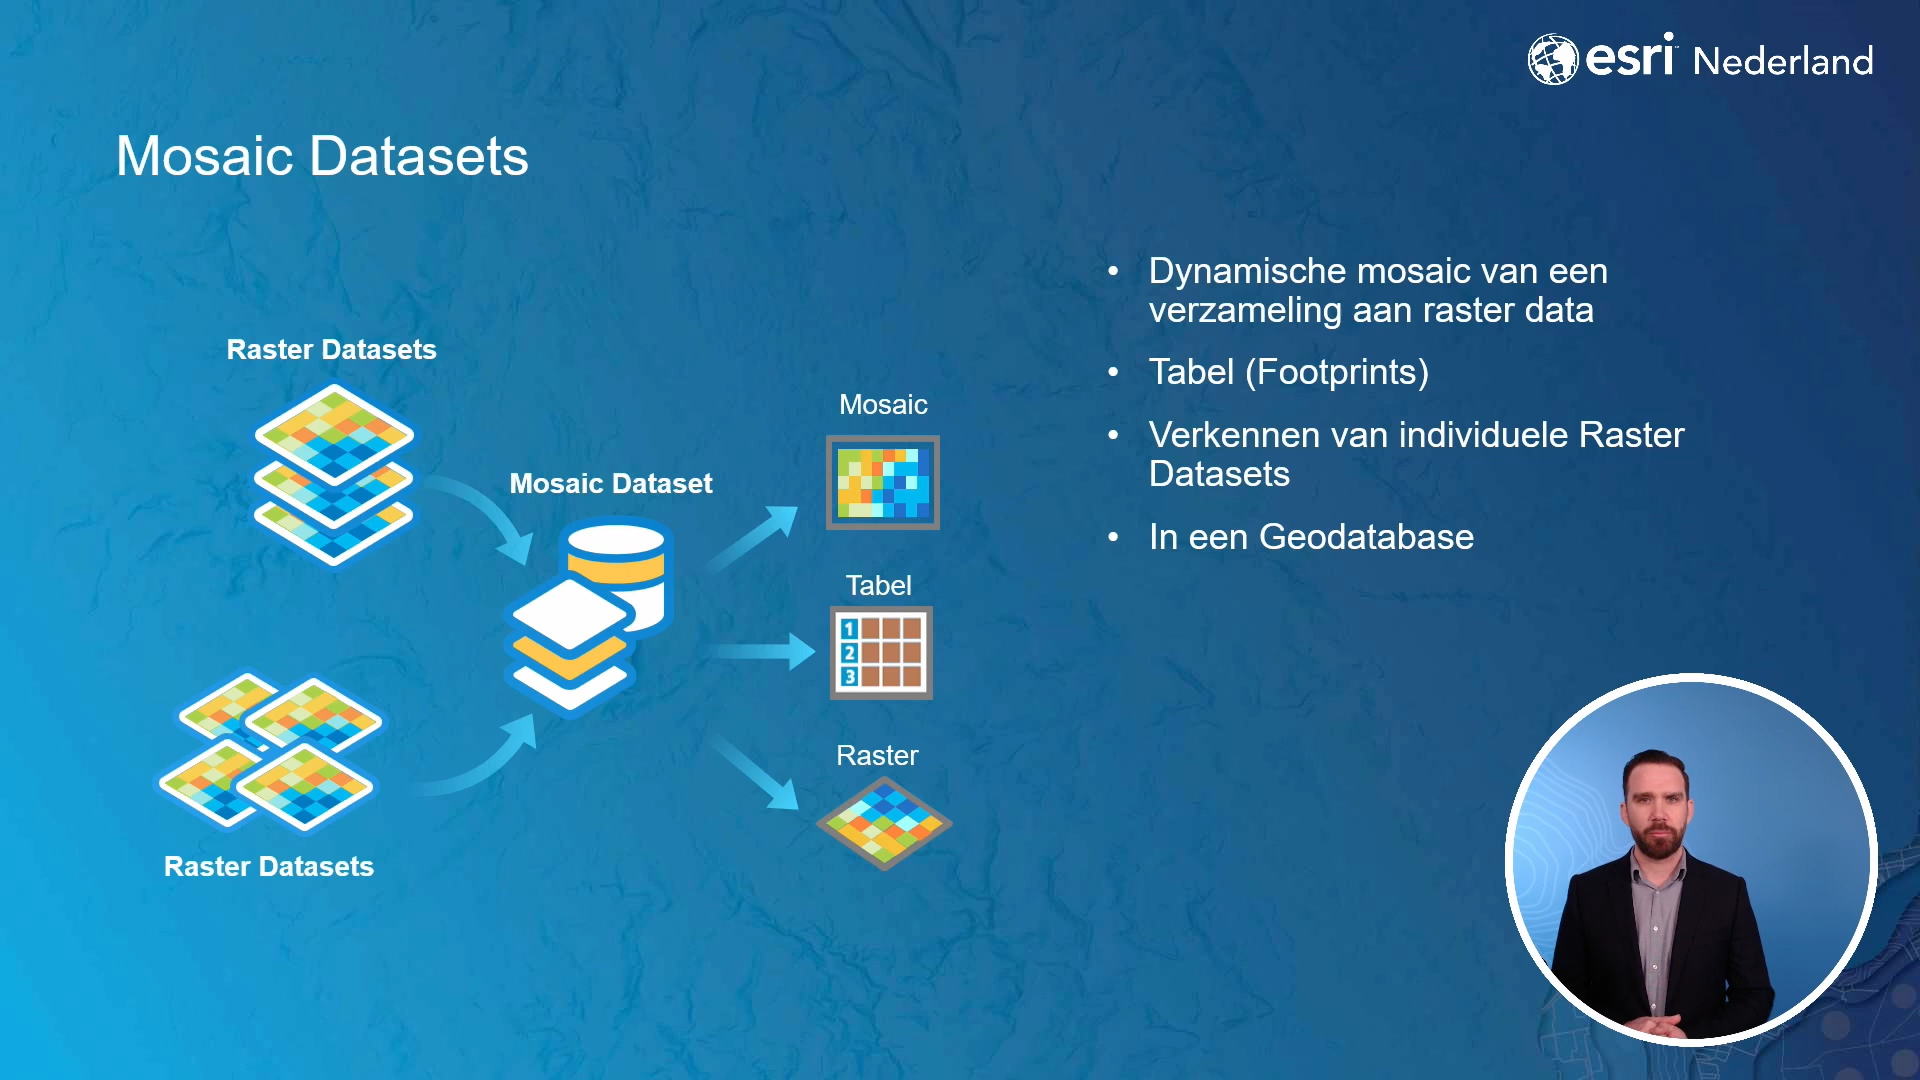 esri Nederland
Mosaic Datasets
Raster Datasets
Mosaic Dataset
Raster Datasets
Mosaic
Tabel
1
2
3
Raster
• Dynamische mosaic van een
verzameling aan raster data
• Tabel (Footprints)
• Verkennen van individuele Raster
Datasets
• In een Geodatabase